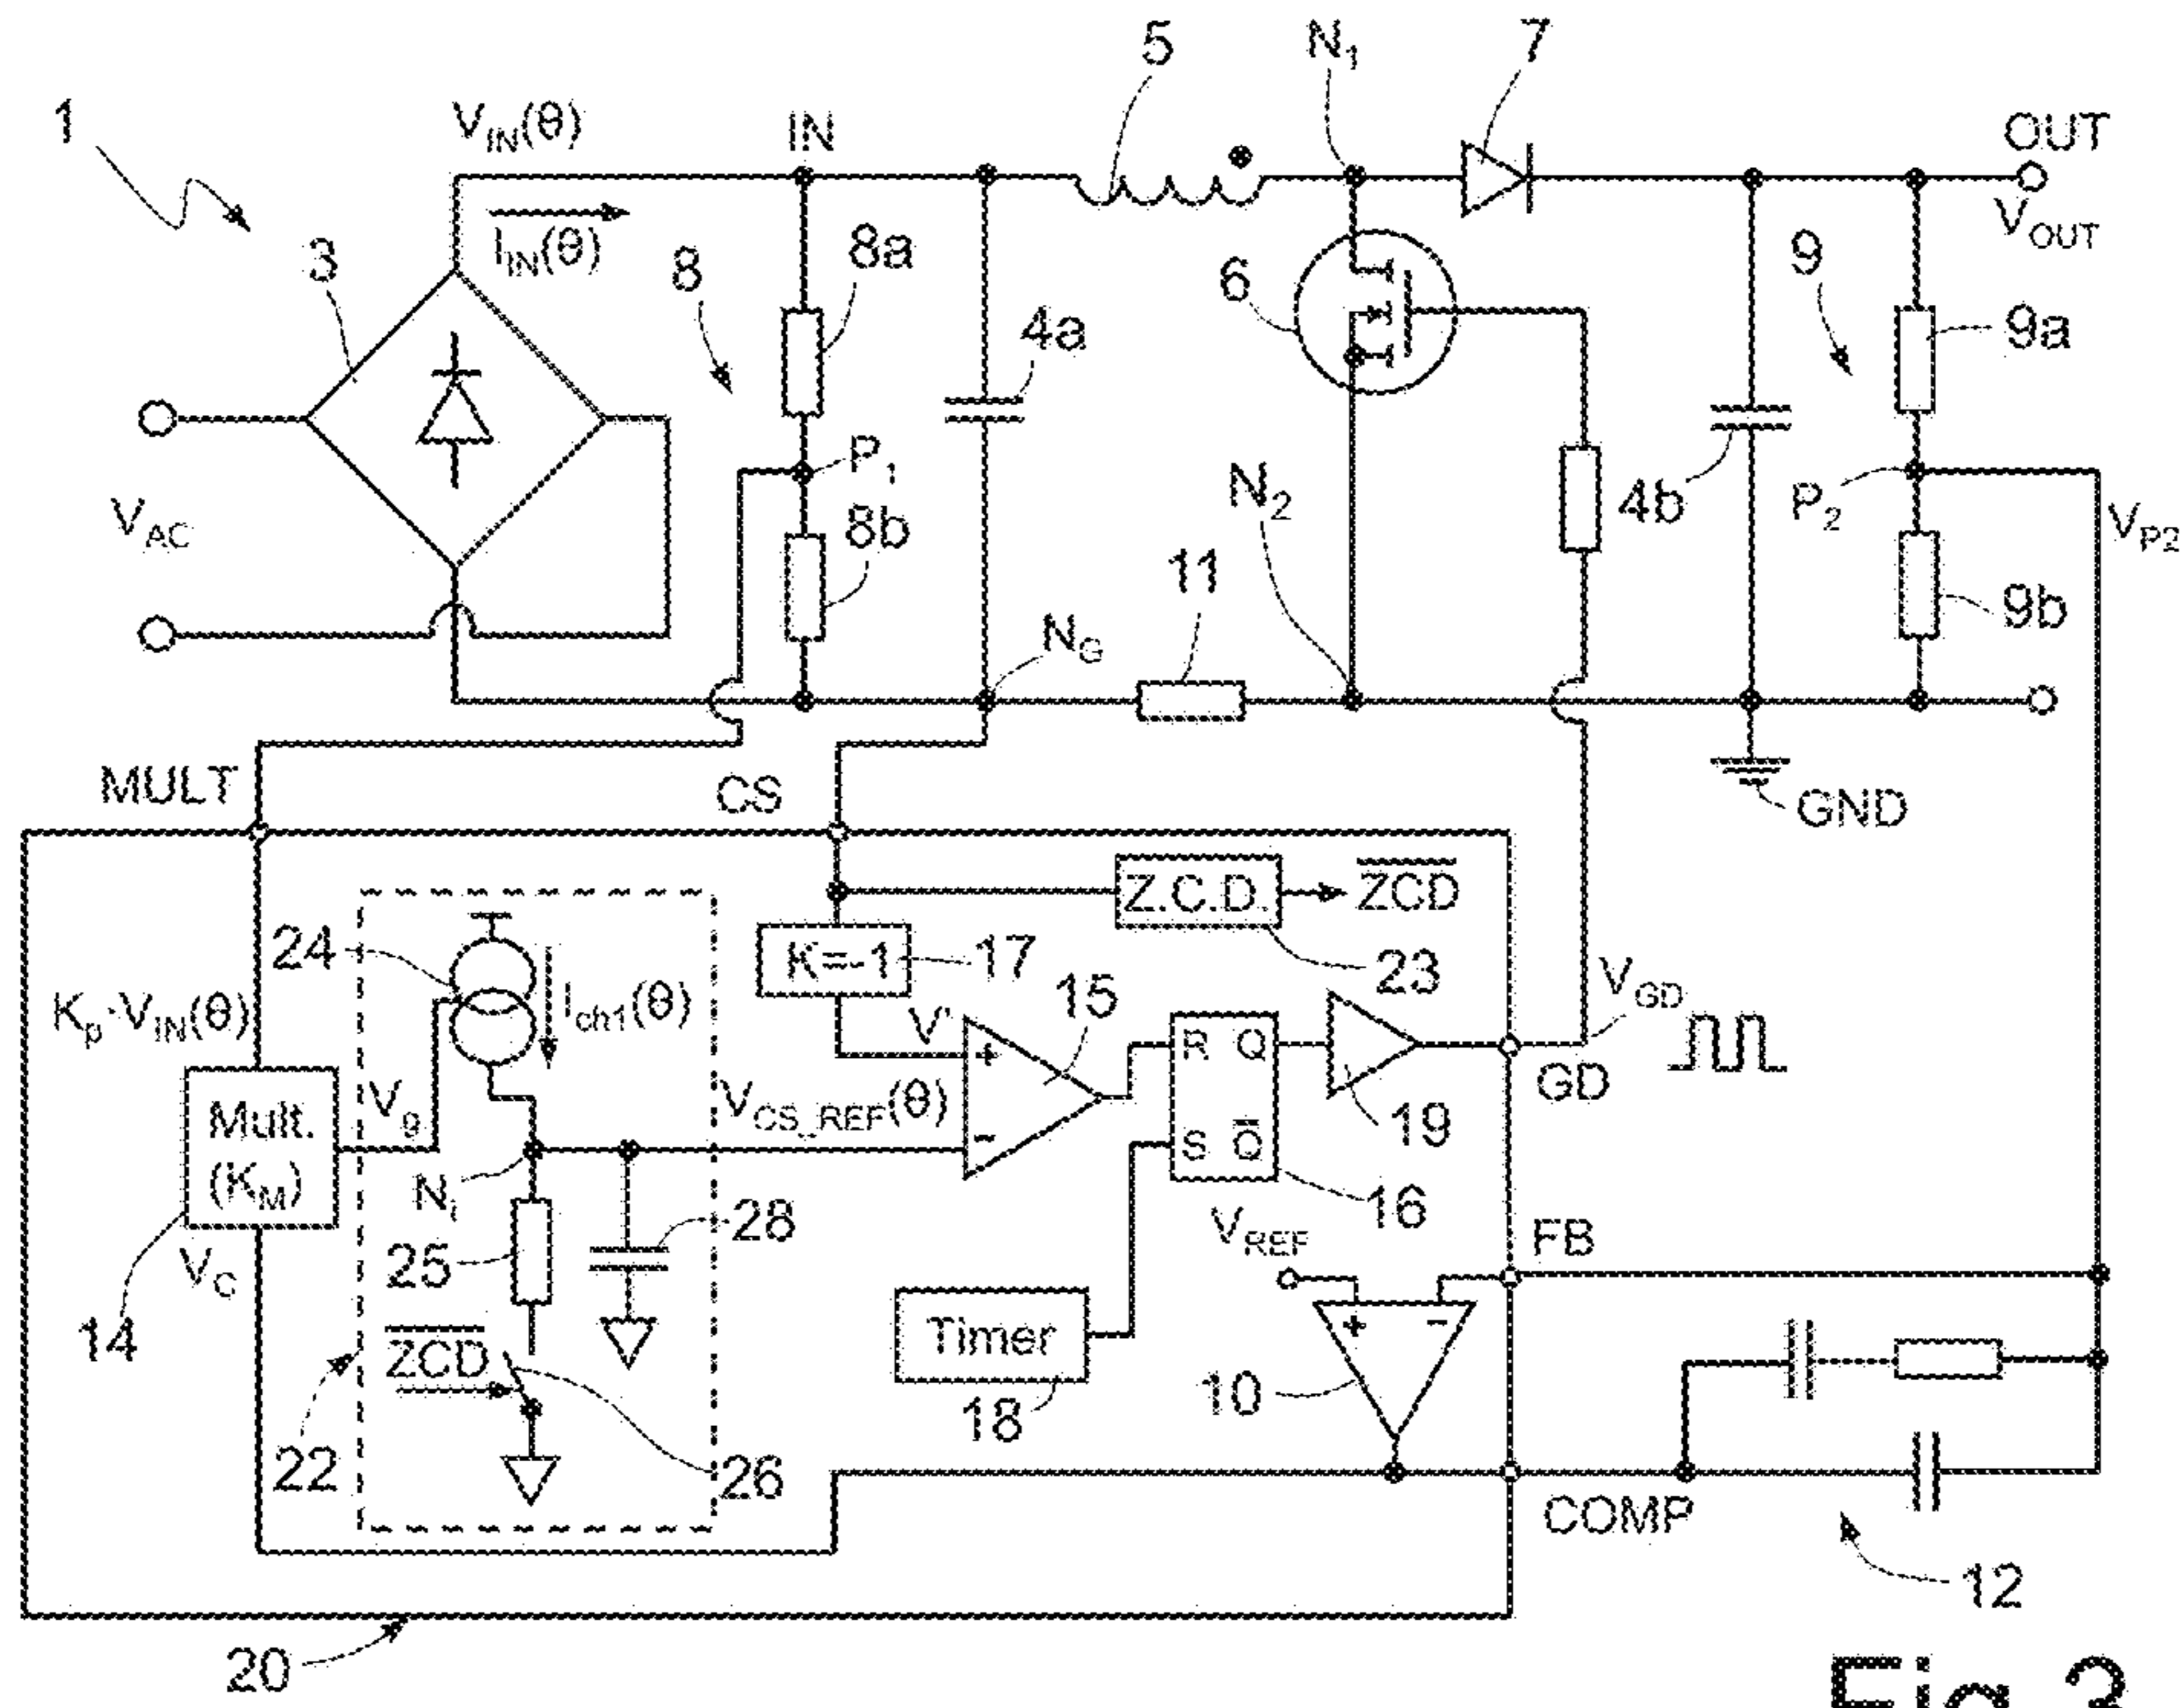 1
V_IN(θ)
IN
5
N_1
7
OUT
V_OUT
I_IN(θ)
3
8
8a
4a
6
9
9a
P_1
8b
V_AC
N_2
11
4b
P_2
V_P2
9b
N_G
MULT
CS
GND
24
I_ch1(θ)
K=-1
17
Z.C.D.
ZCD
23
15
V_GD
K_p·V_IN(θ)
V'
+
R Q
GD
19
Mult.
(K_M)
V_g
V_CS_REF(θ)
-
S Q
16
N_i
25
28
V_REF
FB
V_C
14
ZCD
Timer
18
10
+ -
22
26
COMP
12
20
Fig.3